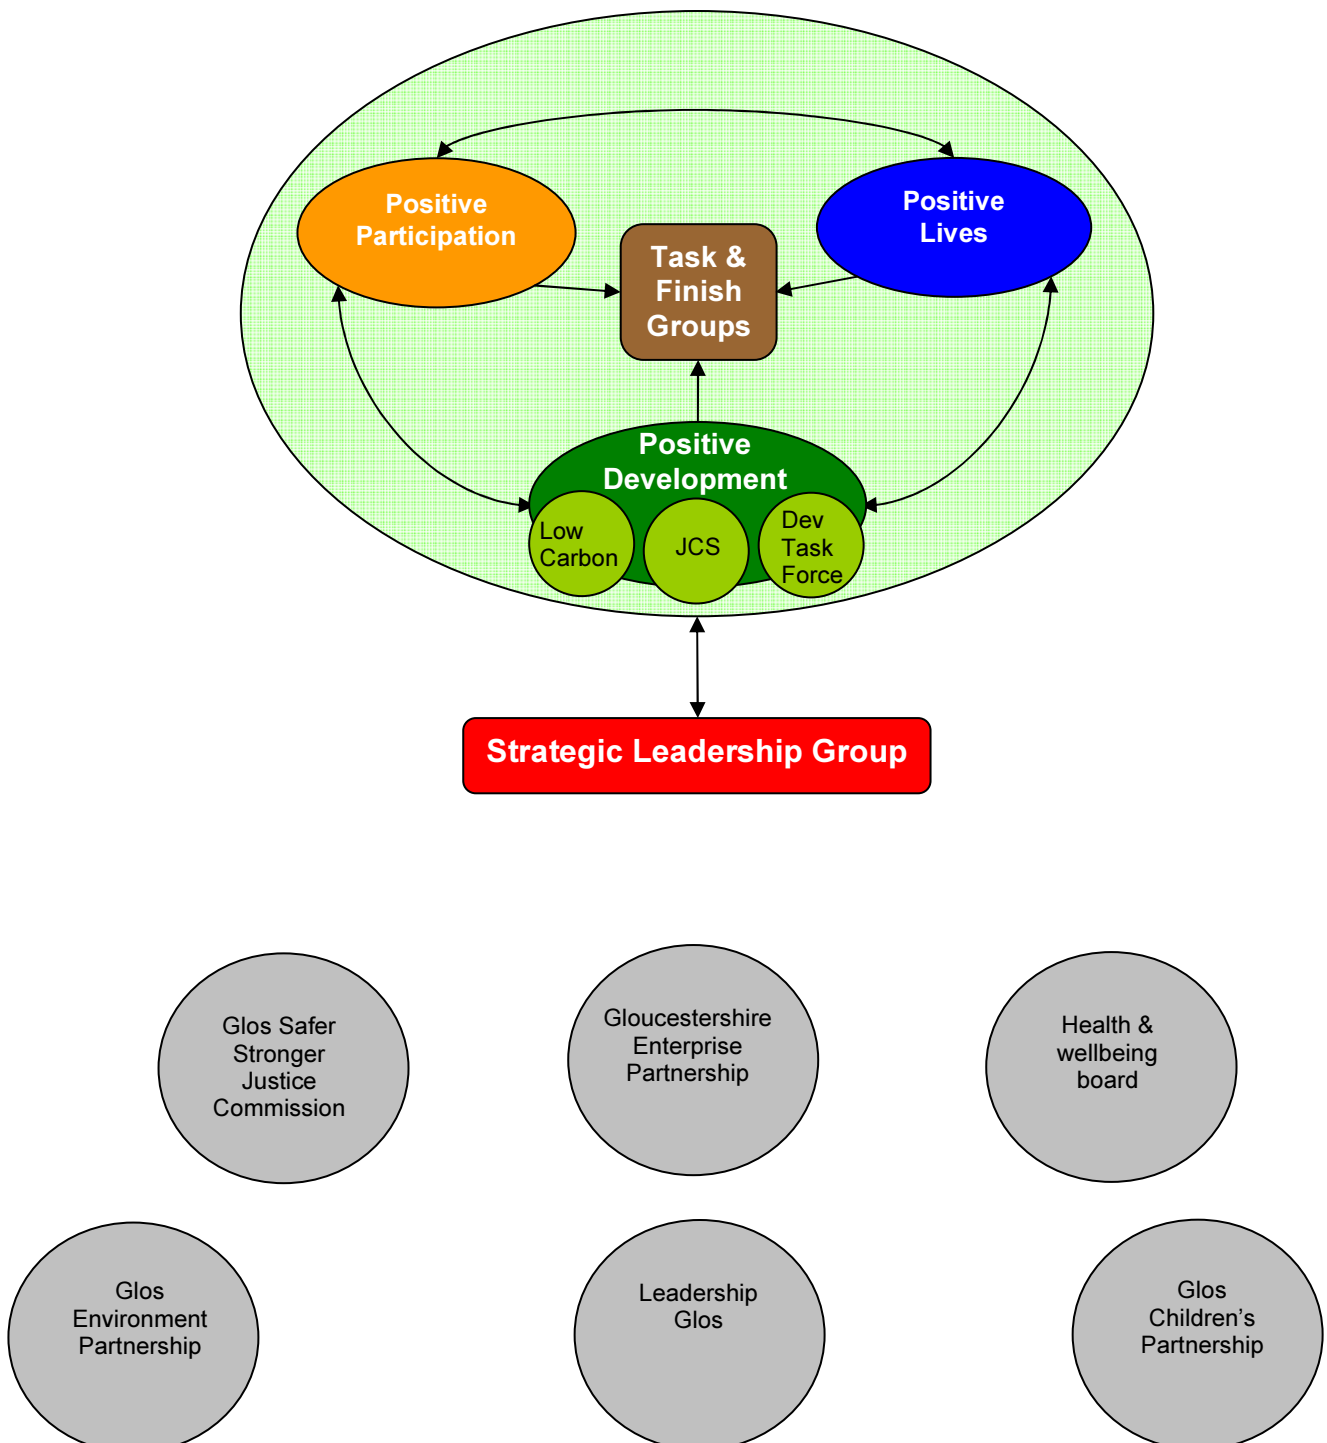 Positive
Participation
Positive
Lives
Task &
Finish
Groups
Positive
Development
Low
Carbon
JCS
Dev
Task
Force
Strategic Leadership Group
Glos Safer
Stronger
Justice
Commission
Gloucestershire
Enterprise
Partnership
Health &
wellbeing
board
Glos
Environment
Partnership
Leadership
Glos
Glos
Children’s
Partnership